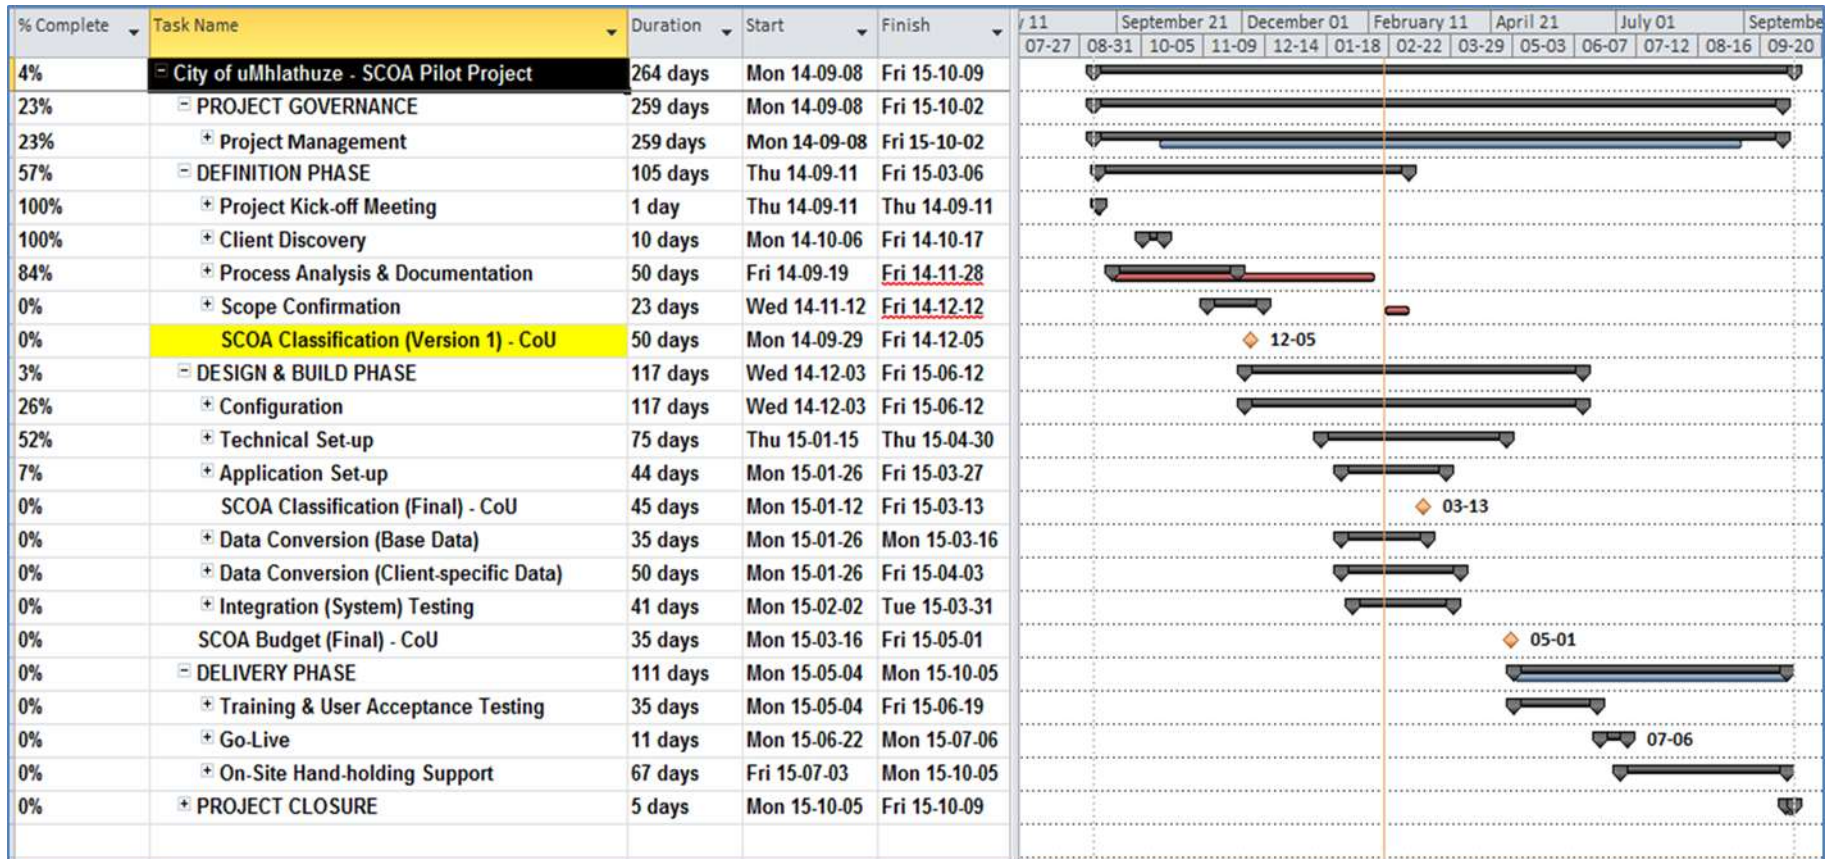 % Complete Task Name Duration Start Finish
/ 11 September 21 December 01 February 11 April 21 July 01 Septembe
07-27 08-31 10-05 11-09 12-14 01-18 02-22 03-29 05-03 06-07 07-12 08-16 09-20
4% City of uMhlathuze - SCOA Pilot Project 264 days Mon 14-09-08 Fri 15-10-09
23% PROJECT GOVERNANCE 259 days Mon 14-09-08 Fri 15-10-02
23% Project Management 259 days Mon 14-09-08 Fri 15-10-02
57% DEFINITION PHASE 105 days Thu 14-09-11 Fri 15-03-06
100% Project Kick-off Meeting 1 day Thu 14-09-11 Thu 14-09-11
100% Client Discovery 10 days Mon 14-10-06 Fri 14-10-17
84% Process Analysis & Documentation 50 days Fri 14-09-19 Fri 14-11-28
0% Scope Confirmation 23 days Wed 14-11-12 Fri 14-12-12
0% SCOA Classification (Version 1) - CoU 50 days Mon 14-09-29 Fri 14-12-05 12-05
3% DESIGN & BUILD PHASE 117 days Wed 14-12-03 Fri 15-06-12
26% Configuration 117 days Wed 14-12-03 Fri 15-06-12
52% Technical Set-up 75 days Thu 15-01-15 Thu 15-04-30
7% Application Set-up 44 days Mon 15-01-26 Fri 15-03-27
0% SCOA Classification (Final) - CoU 45 days Mon 15-01-12 Fri 15-03-13 03-13
0% Data Conversion (Base Data) 35 days Mon 15-01-26 Mon 15-03-16
0% Data Conversion (Client-specific Data) 50 days Mon 15-01-26 Fri 15-04-03
0% Integration (System) Testing 41 days Mon 15-02-02 Tue 15-03-31
0% SCOA Budget (Final) - CoU 35 days Mon 15-03-16 Fri 15-05-01 05-01
0% DELIVERY PHASE 111 days Mon 15-05-04 Mon 15-10-05
0% Training & User Acceptance Testing 35 days Mon 15-05-04 Fri 15-06-19
0% Go-Live 11 days Mon 15-06-22 Mon 15-07-06 07-06
0% On-Site Hand-holding Support 67 days Fri 15-07-03 Mon 15-10-05
0% PROJECT CLOSURE 5 days Mon 15-10-05 Fri 15-10-09